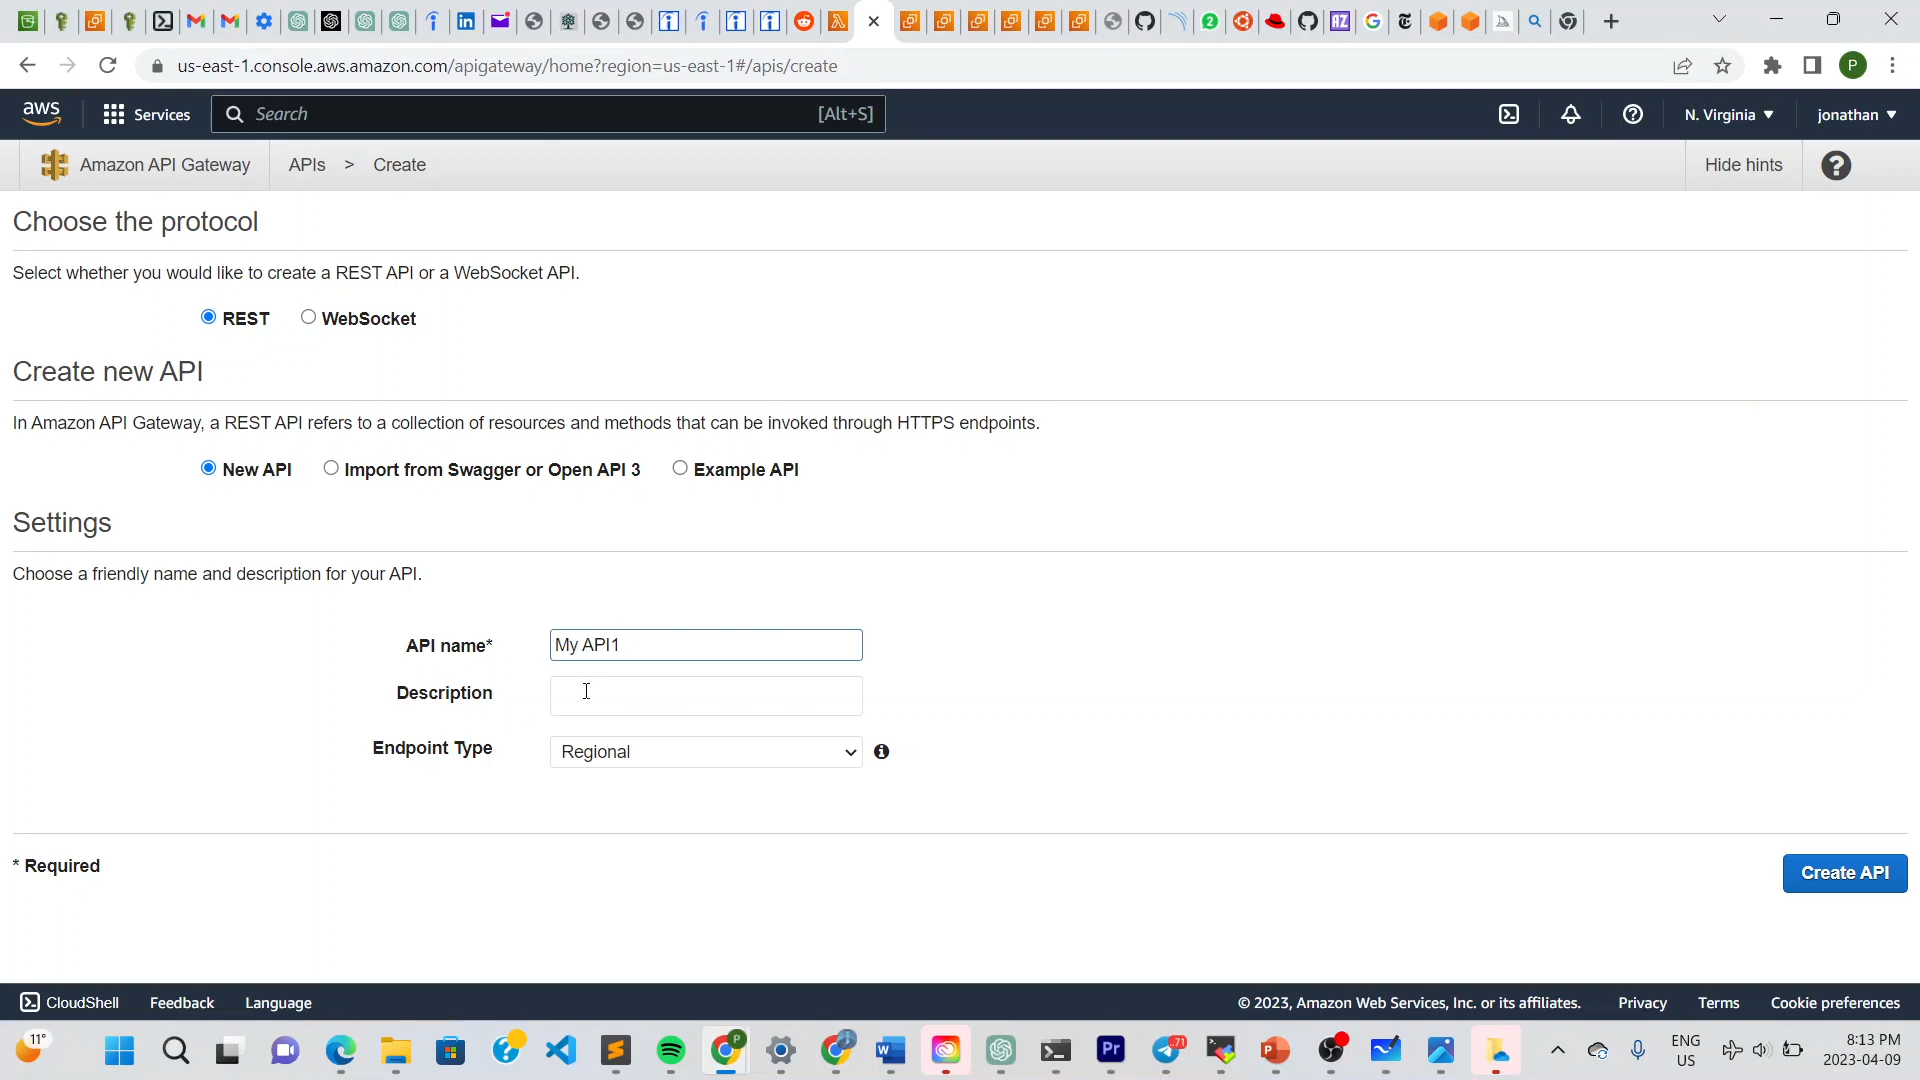 us-east-1.console.aws.amazon.com/apigateway/home?region=us-east-1#/apis/create
aws Services Search [Alt+S] N. Virginia jonathan
Amazon API Gateway APIs > Create Hide hints
Choose the protocol
Select whether you would like to create a REST API or a WebSocket API.
REST WebSocket
Create new API
In Amazon API Gateway, a REST API refers to a collection of resources and methods that can be invoked through HTTPS endpoints.
New API Import from Swagger or Open API 3 Example API
Settings
Choose a friendly name and description for your API.
API name* My API1
Description
Endpoint Type Regional
* Required
Create API
CloudShell Feedback Language © 2023, Amazon Web Services, Inc. or its affiliates. Privacy Terms Cookie preferences
11° ENG 8:13 PM
US 2023-04-09